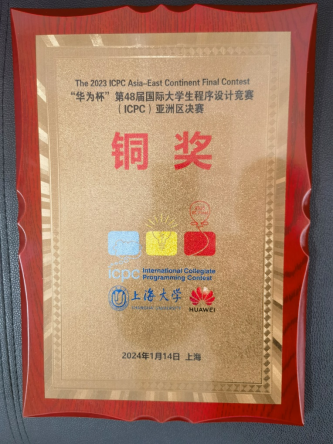 The 2023 ICPC Asia-East Continent Final Contest
“华为杯”第48届国际大学生程序设计竞赛
（ICPC）亚洲区决赛
铜 奖
icpc International Collegiate
Programming Contest
上海大学
SHANGHAI UNIVERSITY
HUAWEI
2024年1月14日 上海